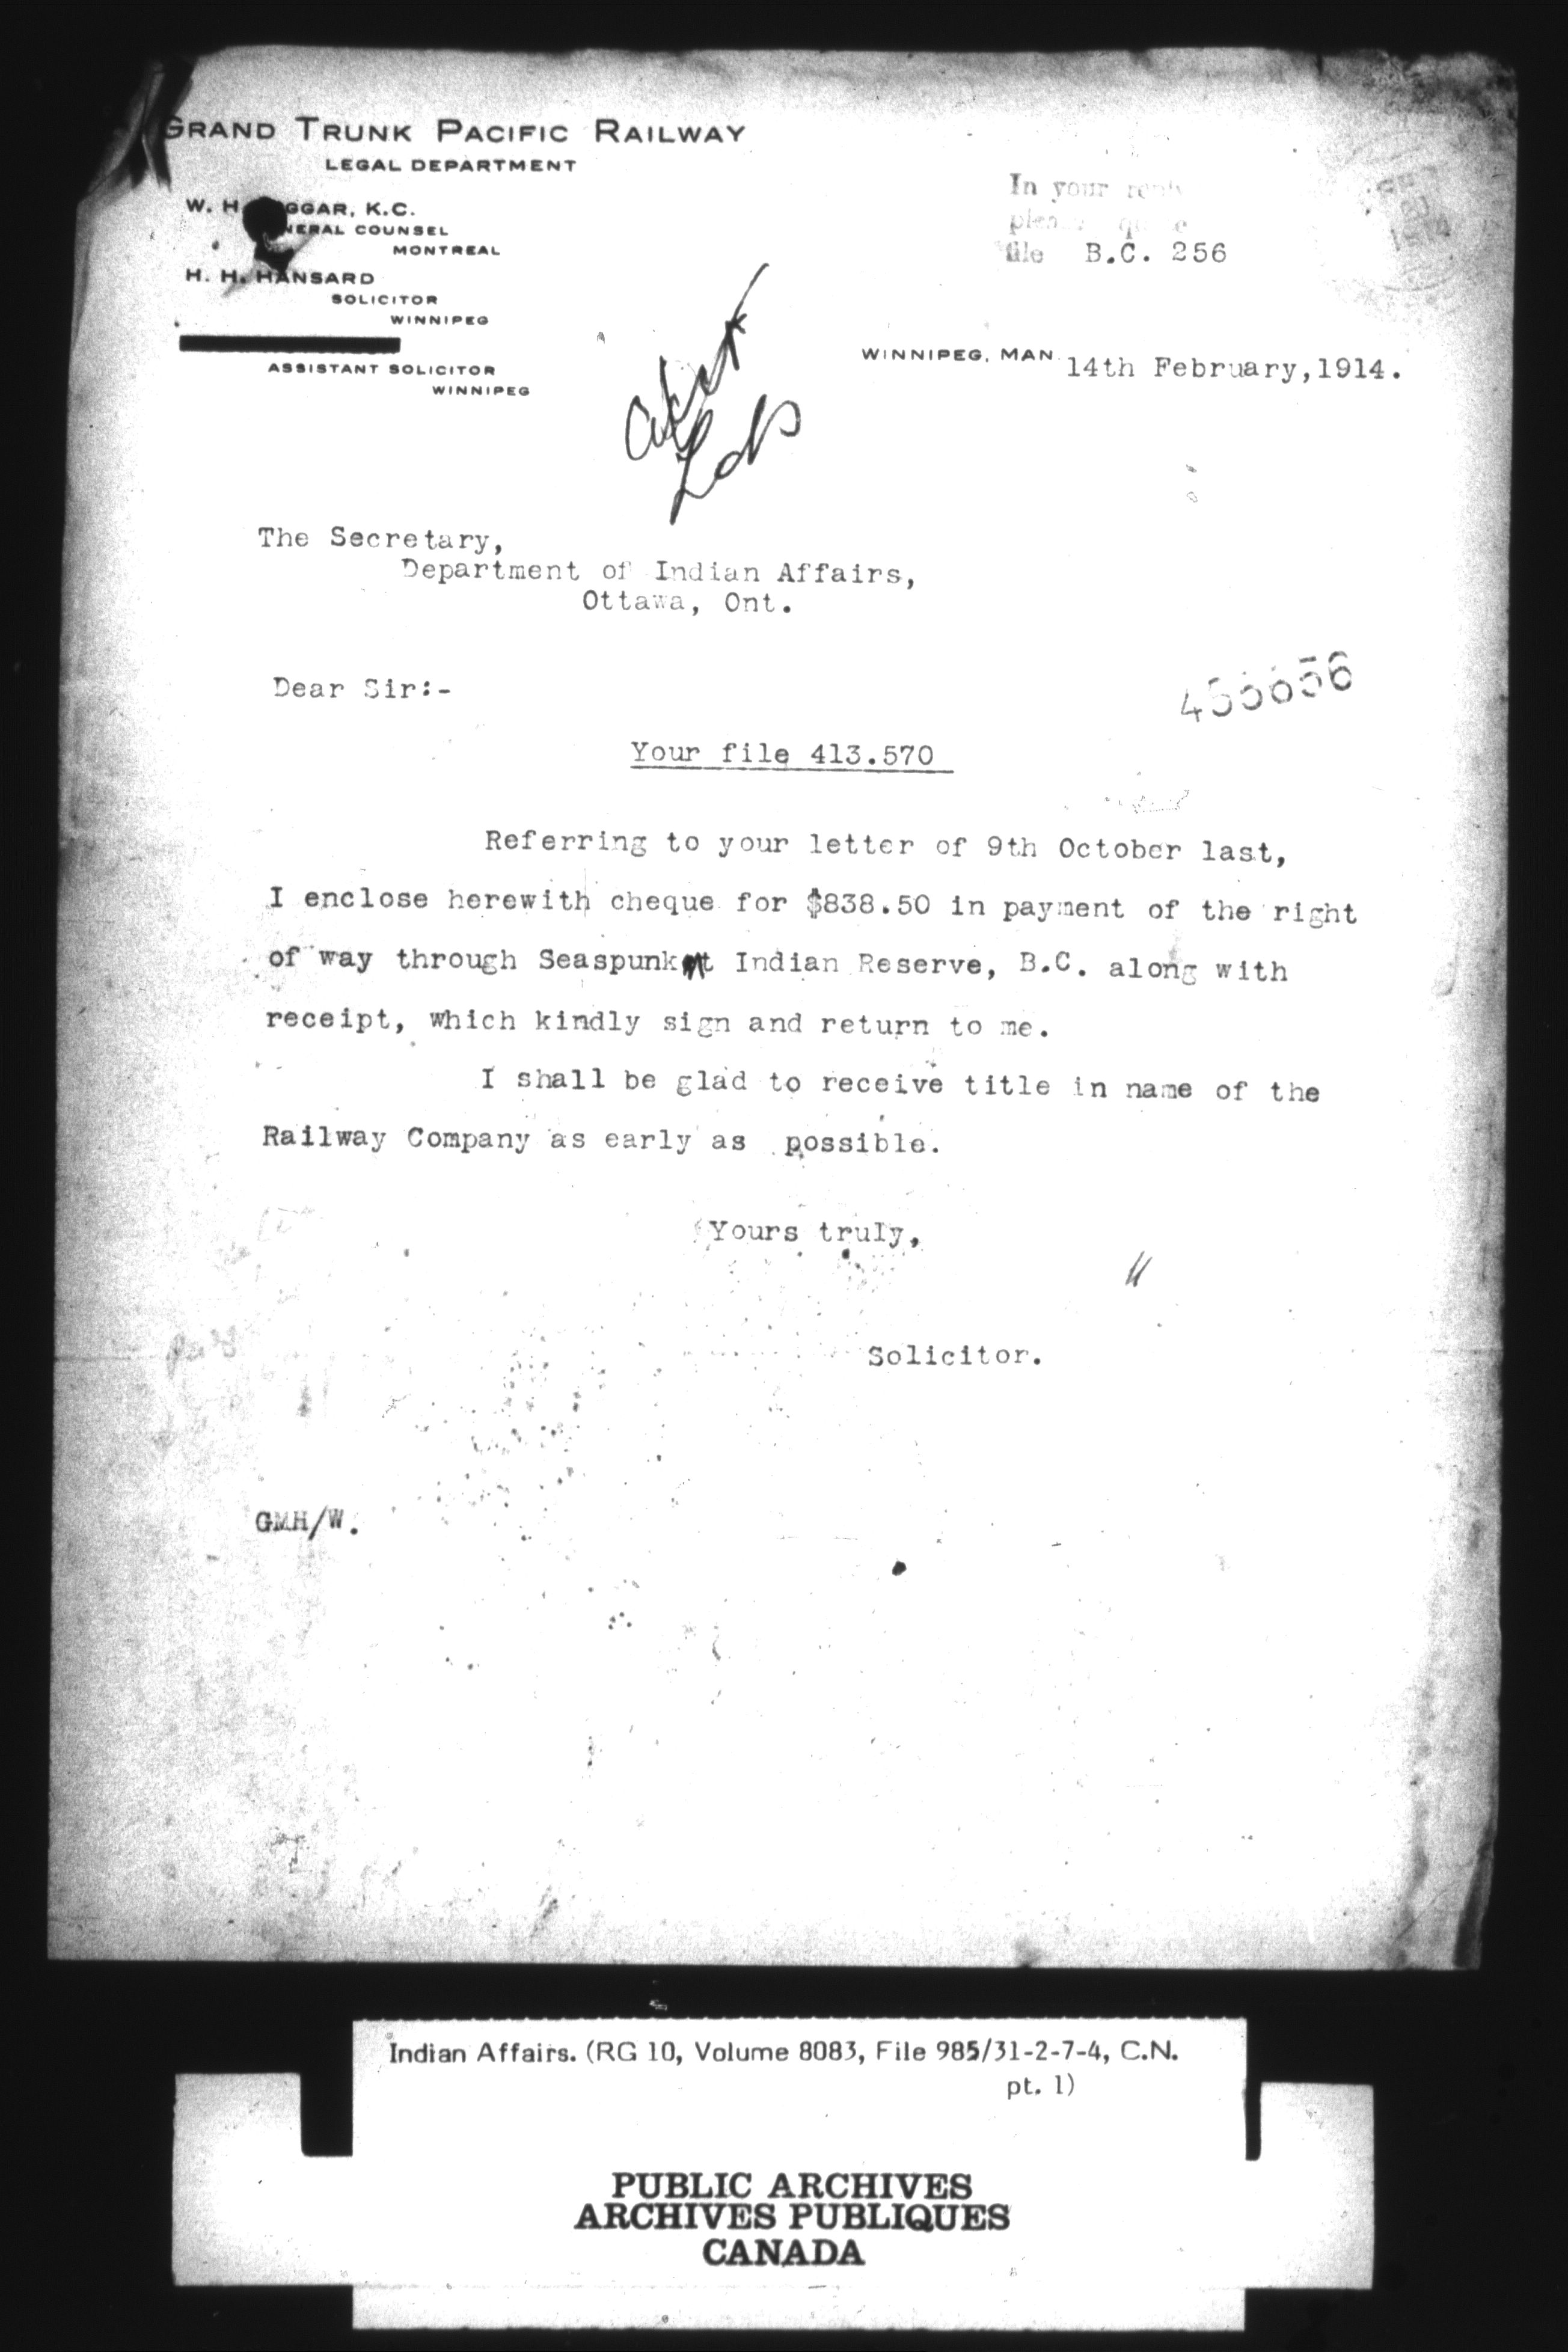 GRAND TRUNK PACIFIC RAILWAY
LEGAL DEPARTMENT
W. H. GGAR, K.C.
NERAL COUNSEL
MONTREAL
H. H. HANSARD
SOLICITOR
WINNIPEG
ASSISTANT SOLICITOR
WINNIPEG
In your
file B.C. 256
WINNIPEG, MAN. 14th February, 1914.
The Secretary,
Department of Indian Affairs,
Ottawa, Ont.
Dear Sir:-
Your file 413.570
Referring to your letter of 9th October last,
I enclose herewith cheque for $838.50 in payment of the right
of way through Indian Reserve, B.C. along with
receipt, which kindly sign and return to me.
I shall be glad to receive title in name of the
Railway Company as early as possible.
Yours truly,
Solicitor.
GMH/W.
Indian Affairs. (RG 10, Volume 8083, File 985/31-2-7-4, C.N.
pt. 1)
PUBLIC ARCHIVES
ARCHIVES PUBLIQUES
CANADA